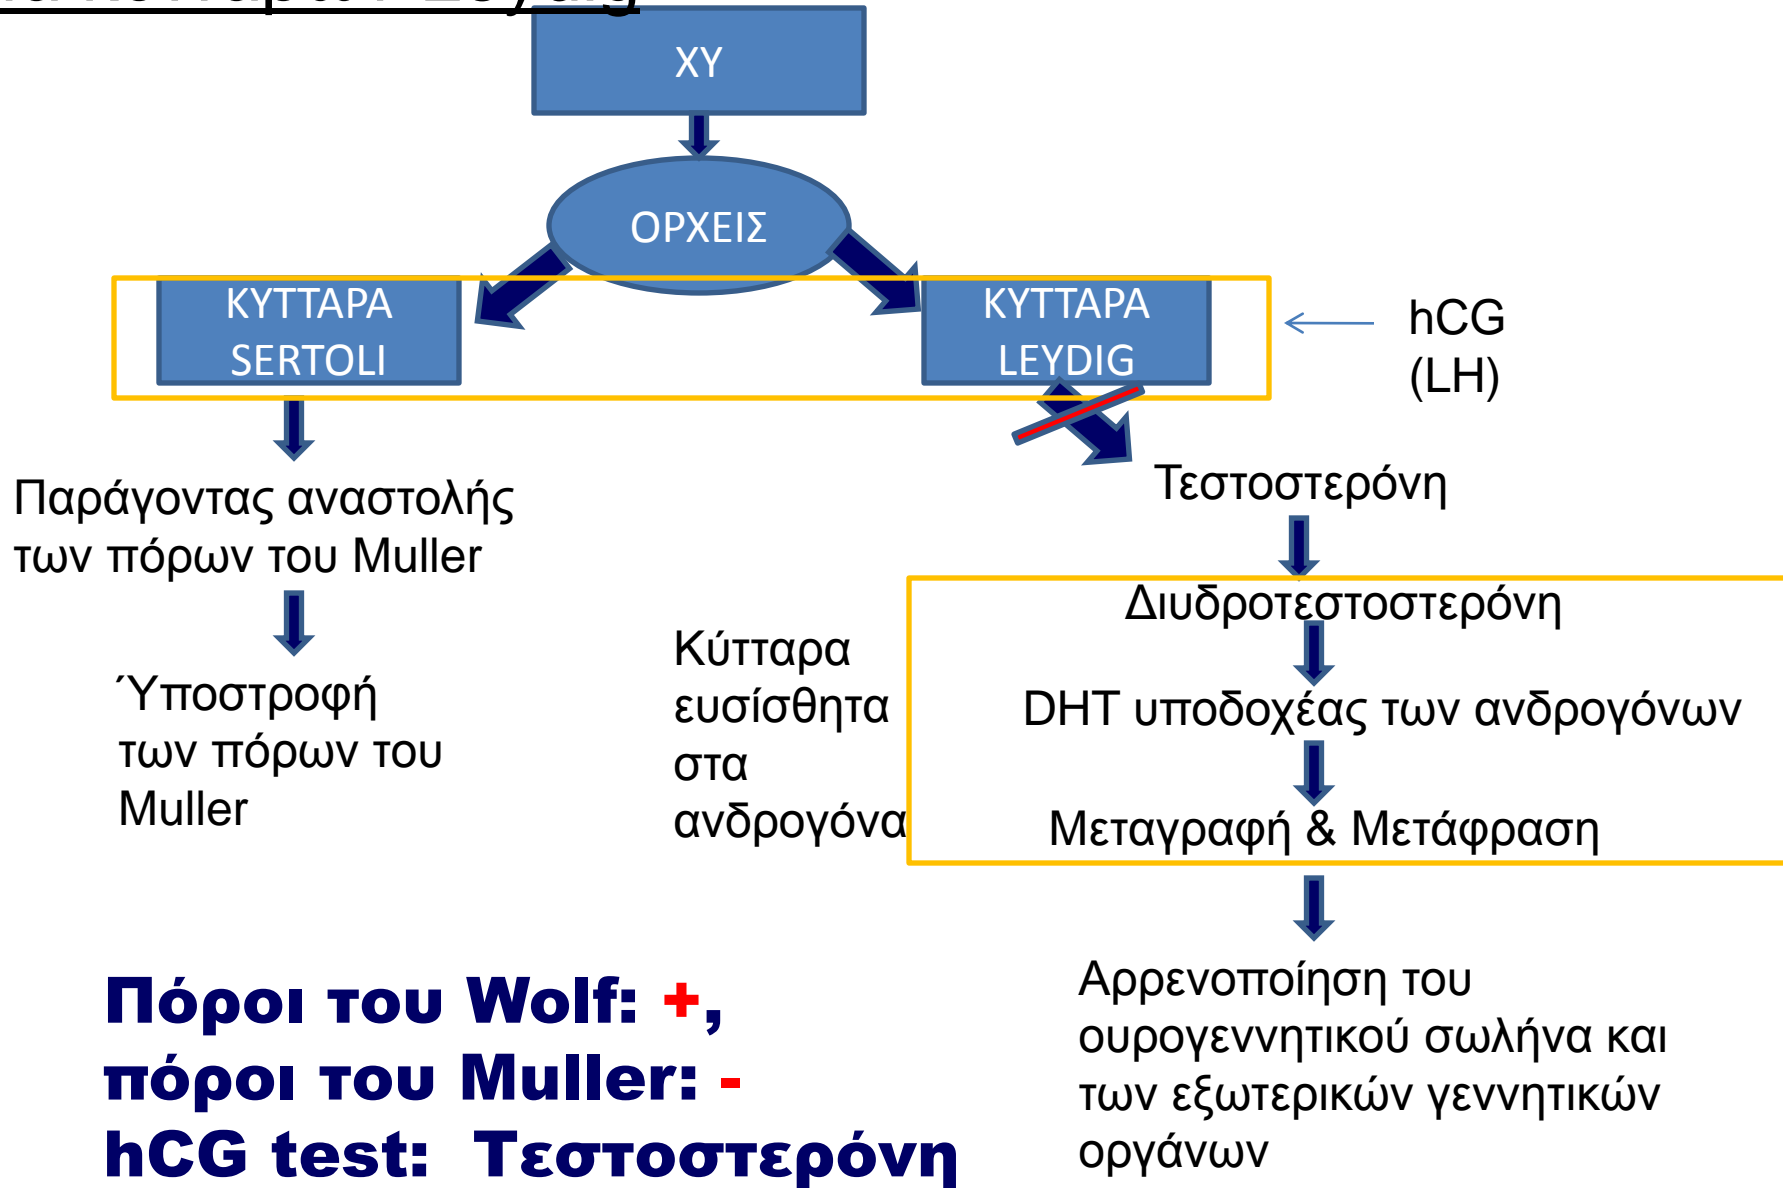 Leydig
XY
ΟΡΧΕΙΣ
ΚΥΤΤΑΡΑ
SERTOLI
ΚΥΤΤΑΡΑ
LEYDIG
hCG
(LH)
Παράγοντας αναστολής
των πόρων του Muller
Τεστοστερόνη
Ύποστροφή
των πόρων του
Muller
Κύτταρα
ευσίσθητα
στα
ανδρογόνα
Διυδροτεστοστερόνη
DHT υποδοχέας των ανδρογόνων
Μεταγραφή & Μετάφραση
Αρρενοποίηση του
ουρογεννητικού σωλήνα και
των εξωτερικών γεννητικών
οργάνων
Πόροι του Wolf: +,
πόροι του Muller: -
hCG test: Τεστοστερόνη